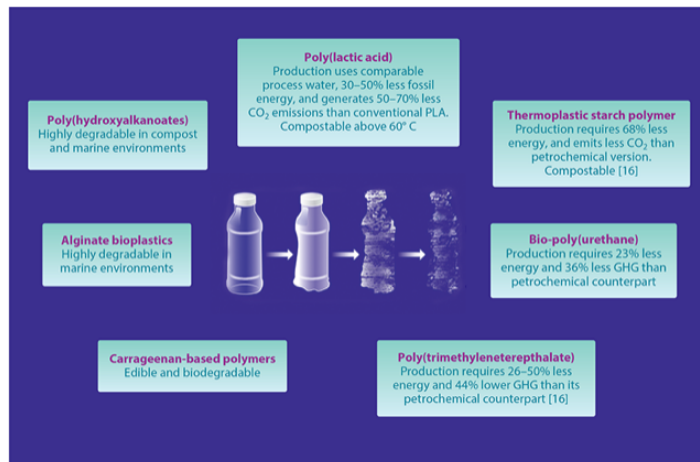 Poly(lactic acid)
Production uses comparable
process water, 30–50% less fossil
energy, and generates 50–70% less
CO₂ emissions than conventional PLA.
Compostable above 60° C
Poly(hydroxyalkanoates)
Highly degradable in compost
and marine environments
Thermoplastic starch polymer
Production requires 68% less
energy, and emits less CO₂ than
petrochemical version.
Compostable [16]
Alginate bioplastics
Highly degradable in
marine environments
Bio-poly(urethane)
Production requires 23% less
energy and 36% less GHG than
petrochemical counterpart
Carrageenan-based polymers
Edible and biodegradable
Poly(trimethyleneterepthalate)
Production requires 26–50% less
energy and 44% lower GHG than its
petrochemical counterpart [16]